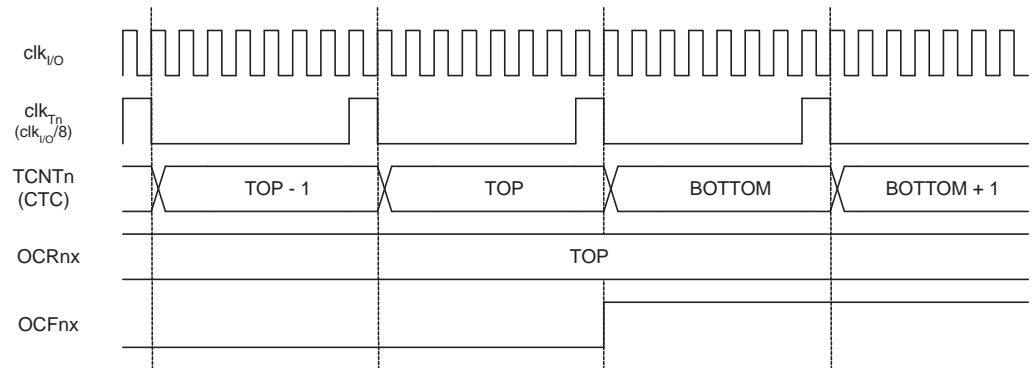 clkI/O
clkTn
(clkI/O/8)
TCNTn
(CTC)
TOP - 1
TOP
BOTTOM
BOTTOM + 1
OCRnx
TOP
OCFnx